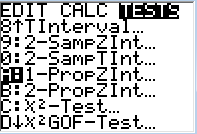 EDIT CALC TESTS
8↑TInterval…
9:2-SampZInt…
0:2-SampTInt…
A:1-PropZInt…
B:2-PropZInt…
C:χ²-Test…
D↓χ²GOF-Test…